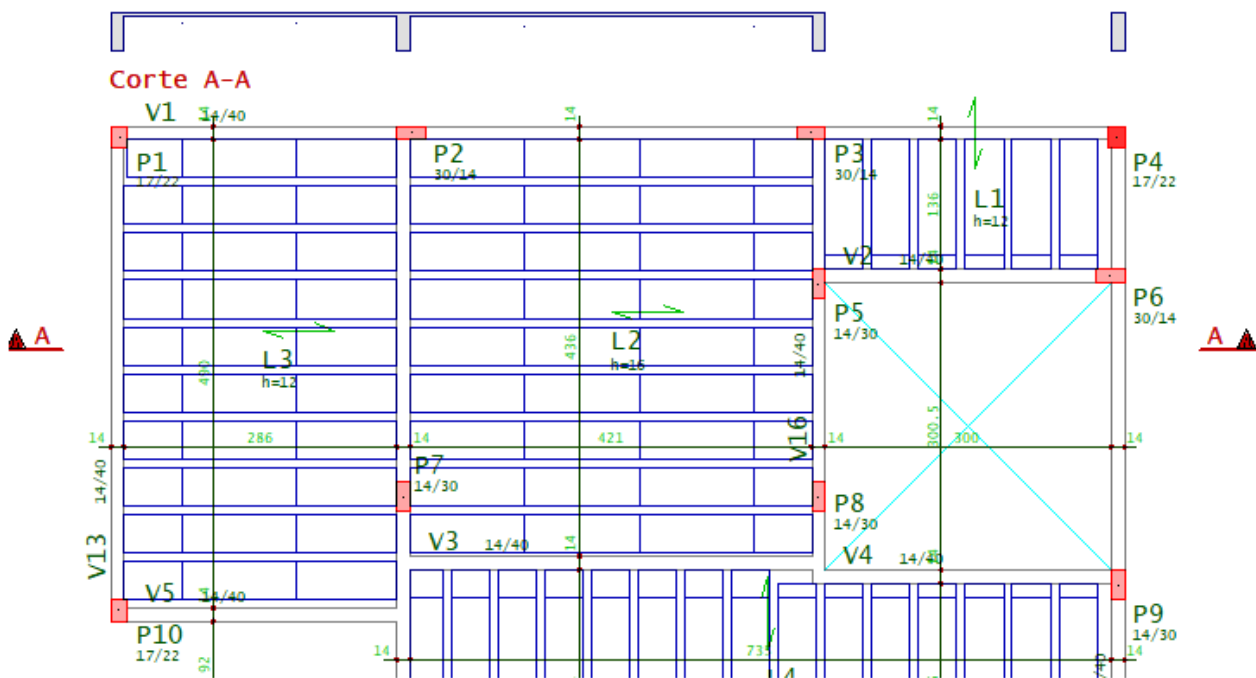 Corte A-A
V1 14/40
14
14
14
P1
17/22
P2
30/14
P3
30/14
P4
17/22
136
L1
h=12
V2 14/40
P5
14/30
P6
30/14
A
A
L3
h=12
L2
h=16
436
14/40
V16
300.5
300
14
286
14
421
14
14
P7
14/30
P8
14/30
14/40
V13
V3 14/40
14
V4 14/40
V5 14/40
P10
17/22
P9
14/30
92
14
735
14
L4